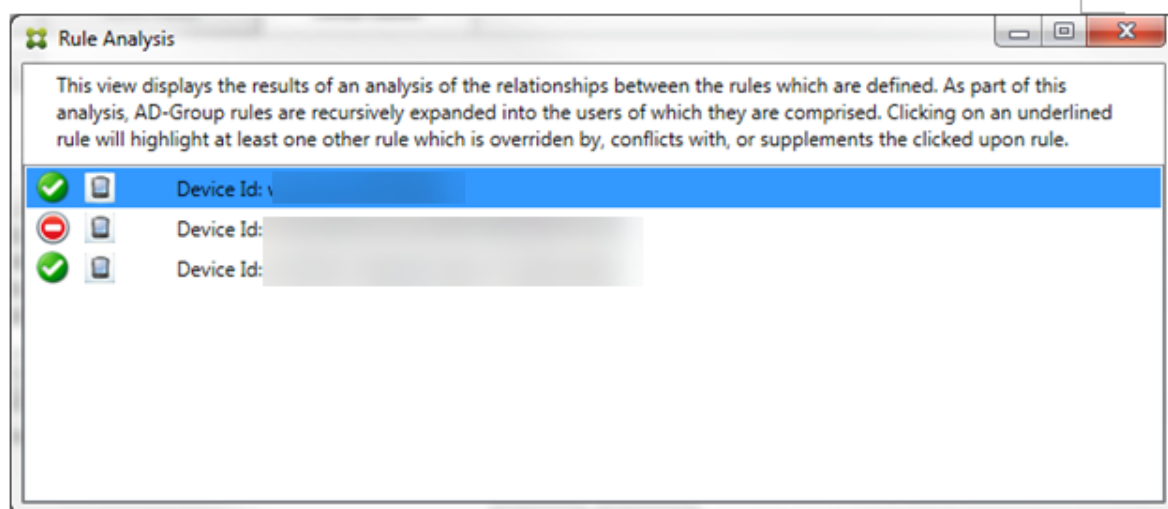 Rule Analysis
This view displays the results of an analysis of the relationships between the rules which are defined. As part of this
analysis, AD-Group rules are recursively expanded into the users of which they are comprised. Clicking on an underlined
rule will highlight at least one other rule which is overriden by, conflicts with, or supplements the clicked upon rule.
Device Id:
Device Id:
Device Id: